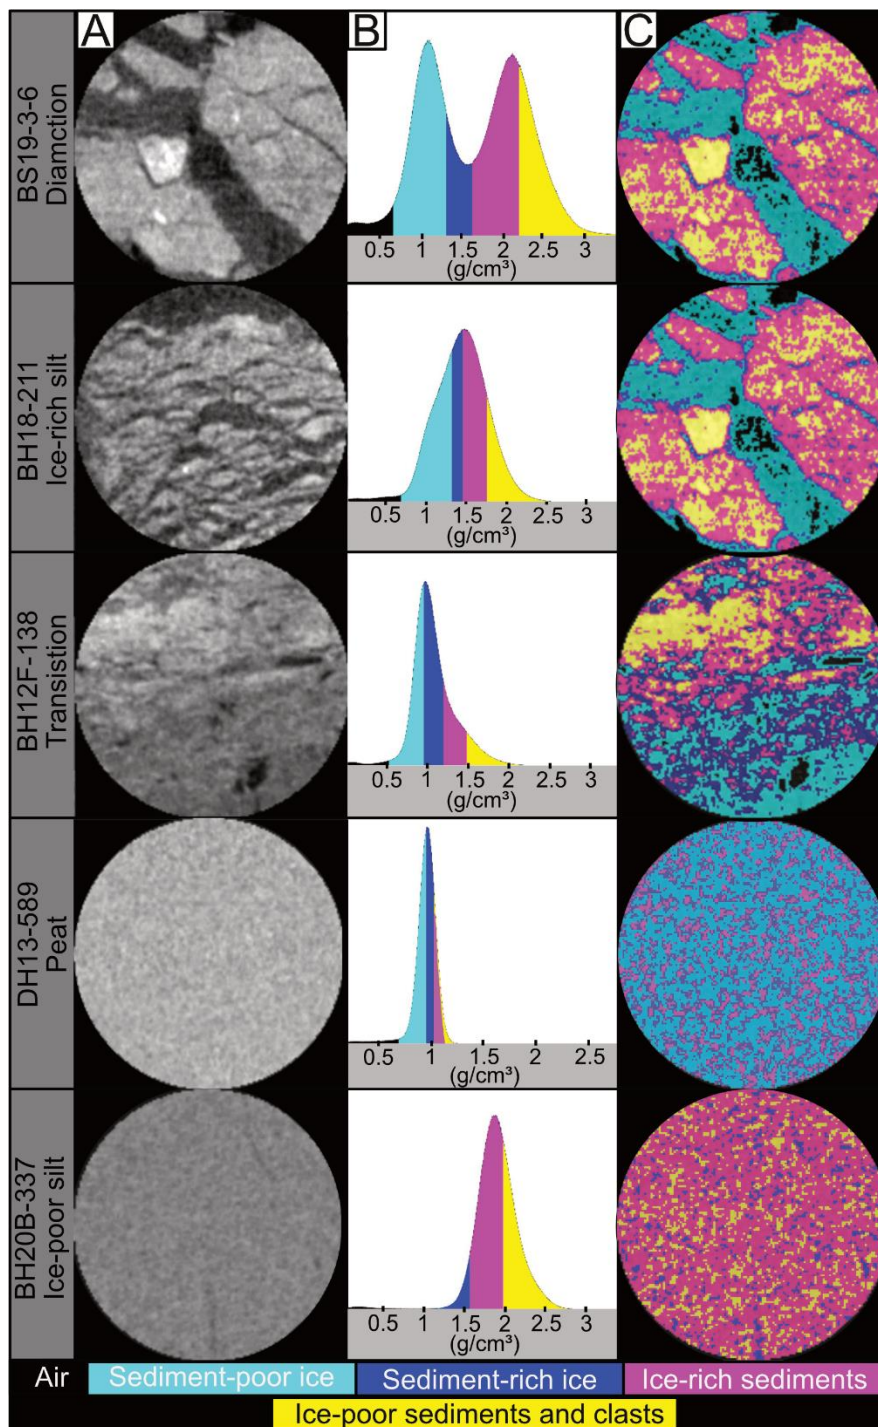 A
B
C
BS19-3-6
Diamction
0.5 1 1.5 2 2.5 3
(g/cm³)
BH18-211
Ice-rich silt
0.5 1 1.5 2 2.5 3
(g/cm³)
BH12F-138
Transistion
0.5 1 1.5 2 2.5 3
(g/cm³)
DH13-589
Peat
0.5 1 1.5 2 2.5
(g/cm³)
BH20B-337
Ice-poor silt
0.5 1 1.5 2 2.5 3
(g/cm³)
Air Sediment-poor ice Sediment-rich ice Ice-rich sediments
Ice-poor sediments and clasts